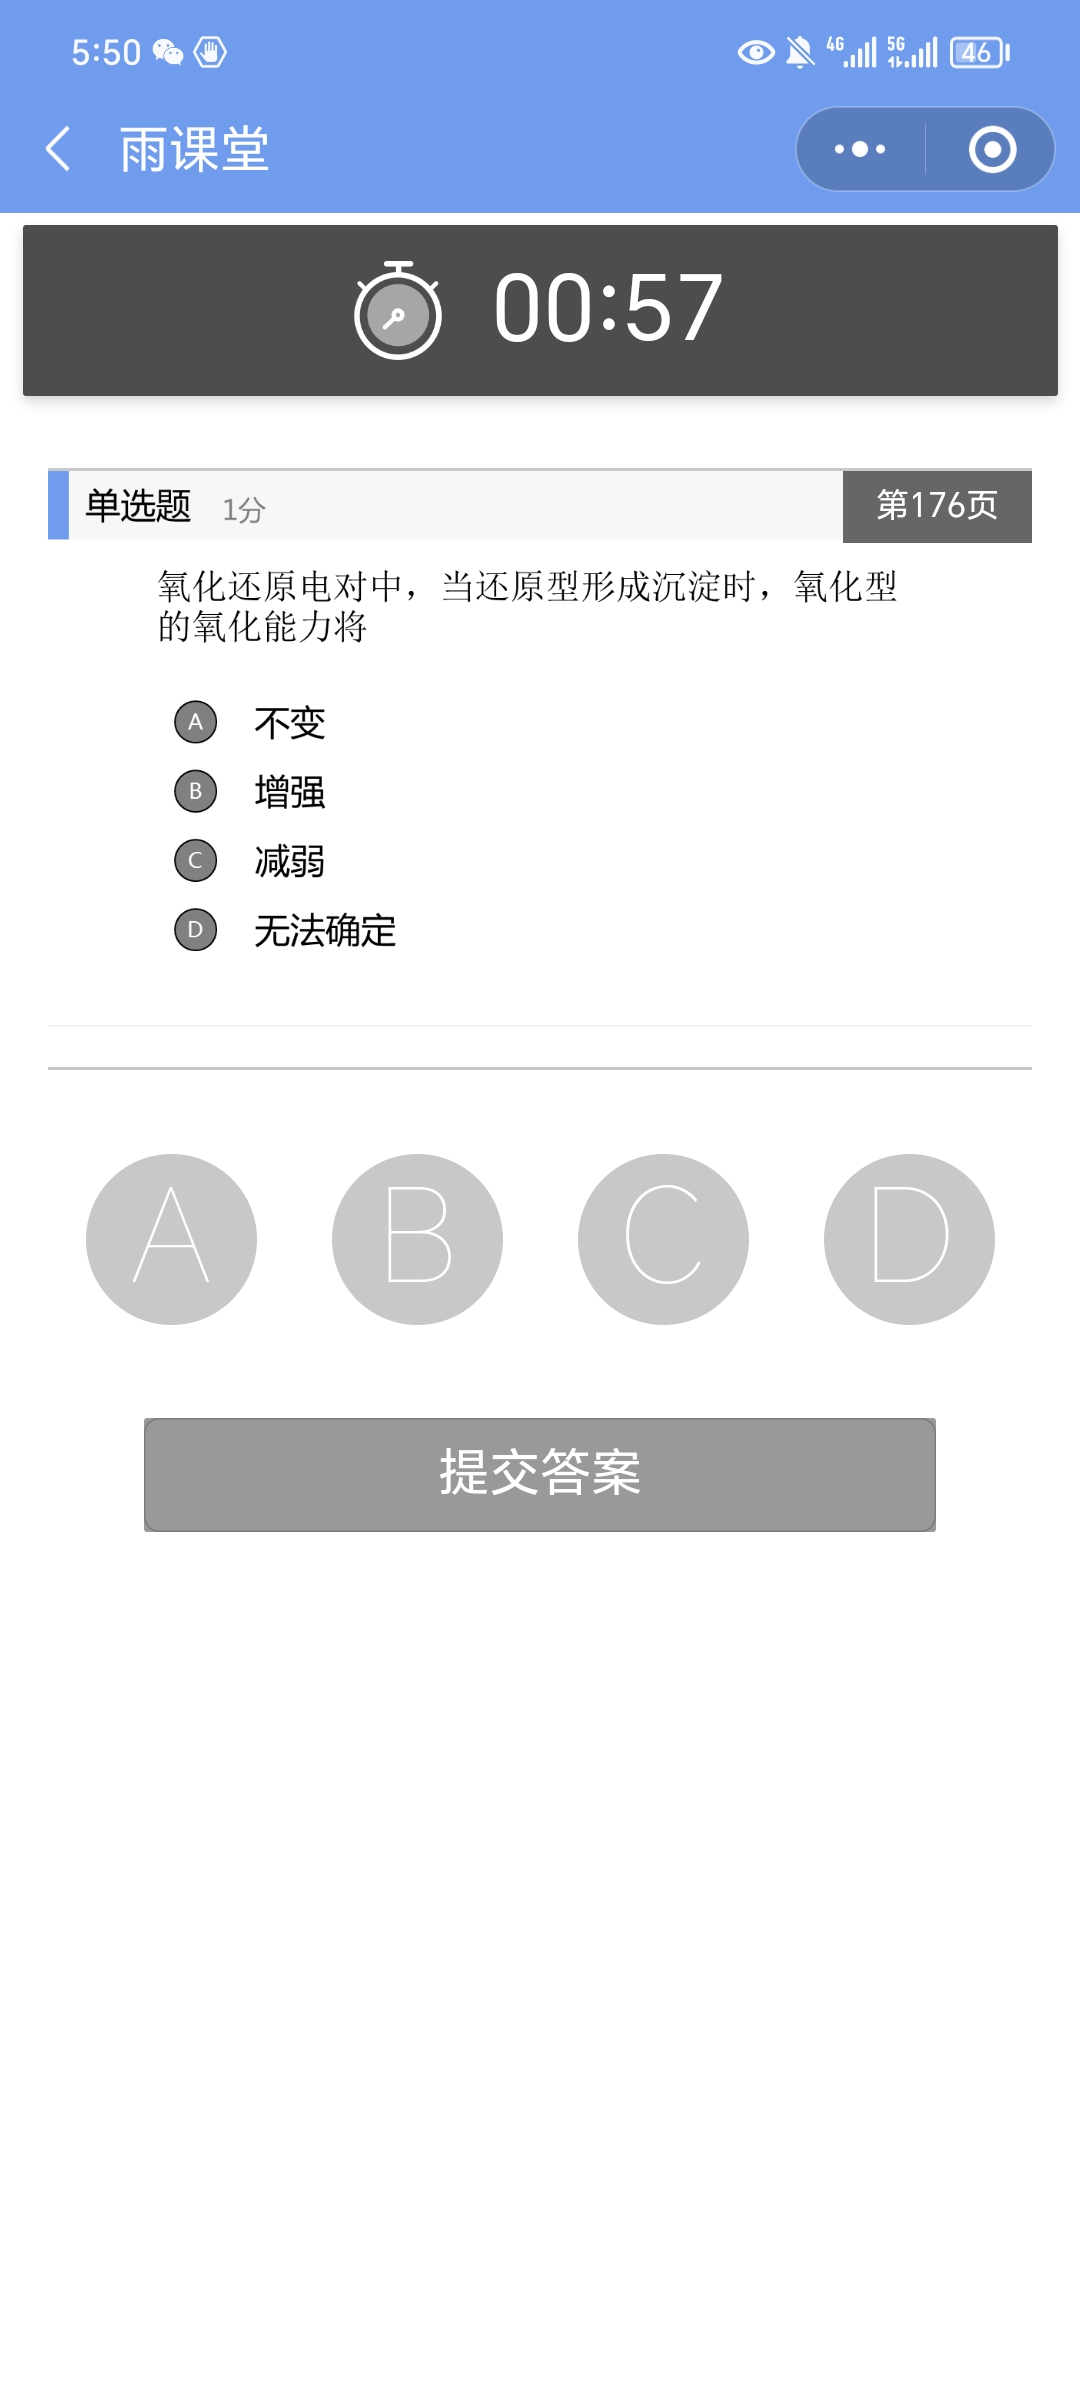 5:50 4G 5G 46
雨课堂
00:57
单选题 1分 第176页
氧化还原电对中，当还原型形成沉淀时，氧化型
的氧化能力将
A 不变
B 增强
C 减弱
D 无法确定
A B C D
提交答案